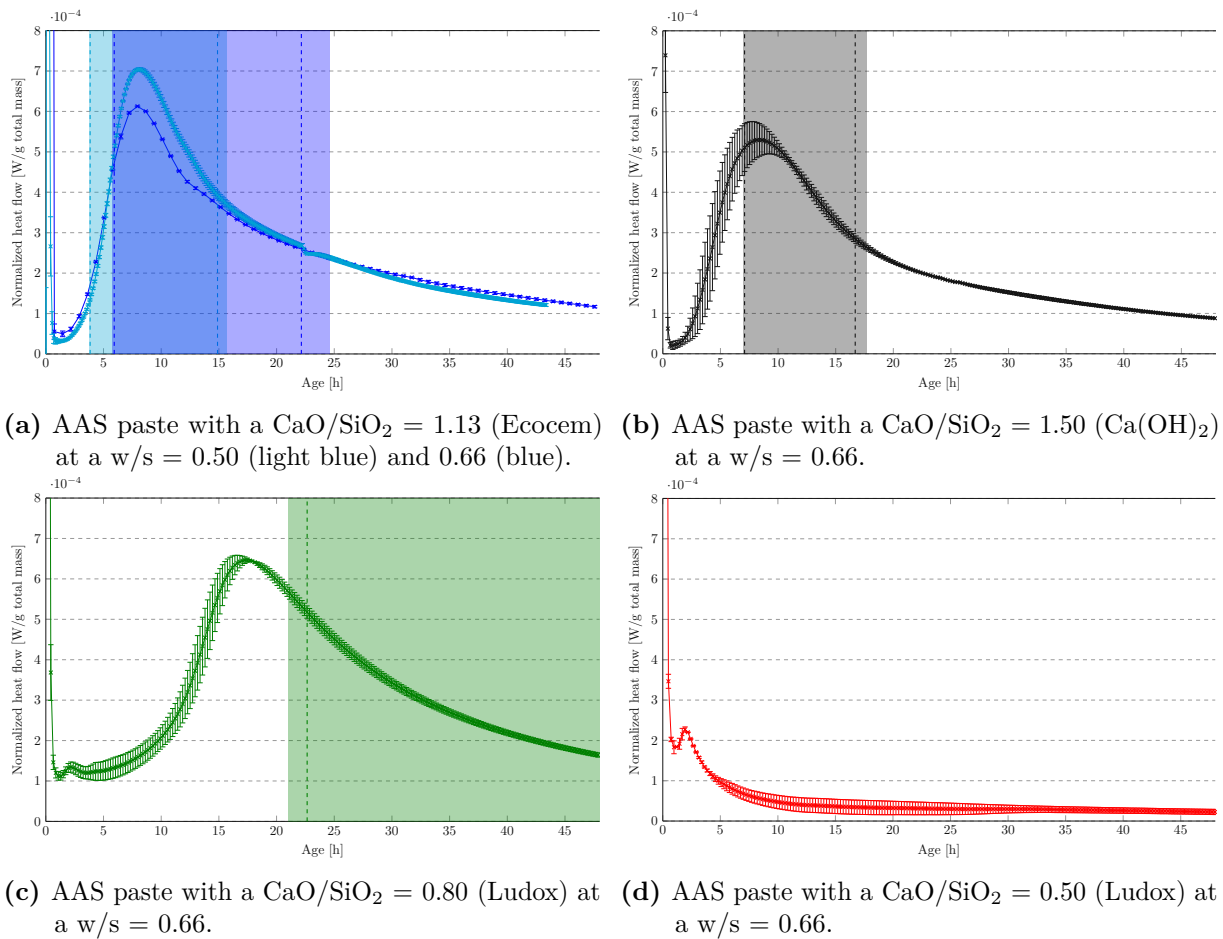 ·10⁻⁴
8
7
6
5
4
3
2
1
0
Normalized heat flow [W/g total mass]
0 5 10 15 20 25 30 35 40 45
Age [h]
·10⁻⁴
8
7
6
5
4
3
2
1
0
Normalized heat flow [W/g total mass]
0 5 10 15 20 25 30 35 40 45
Age [h]
(a) AAS paste with a CaO/SiO₂ = 1.13 (Ecocem)
at a w/s = 0.50 (light blue) and 0.66 (blue).
(b) AAS paste with a CaO/SiO₂ = 1.50 (Ca(OH)₂)
at a w/s = 0.66.
·10⁻⁴
8
7
6
5
4
3
2
1
0
Normalized heat flow [W/g total mass]
0 5 10 15 20 25 30 35 40 45
Age [h]
·10⁻⁴
8
7
6
5
4
3
2
1
0
Normalized heat flow [W/g total mass]
0 5 10 15 20 25 30 35 40 45
Age [h]
(c) AAS paste with a CaO/SiO₂ = 0.80 (Ludox) at
a w/s = 0.66.
(d) AAS paste with a CaO/SiO₂ = 0.50 (Ludox) at
a w/s = 0.66.